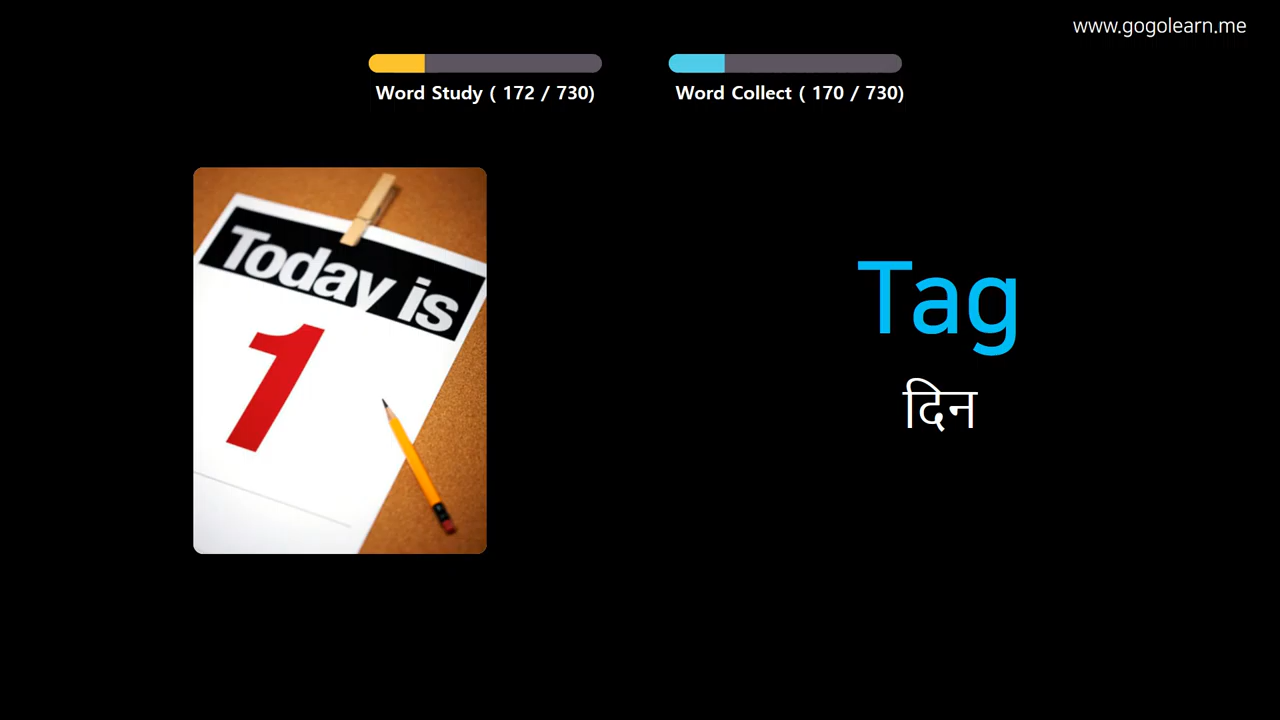 www.gogolearn.me
Word Study ( 172 / 730)
Word Collect ( 170 / 730)
Today is
1
Tag
दिन